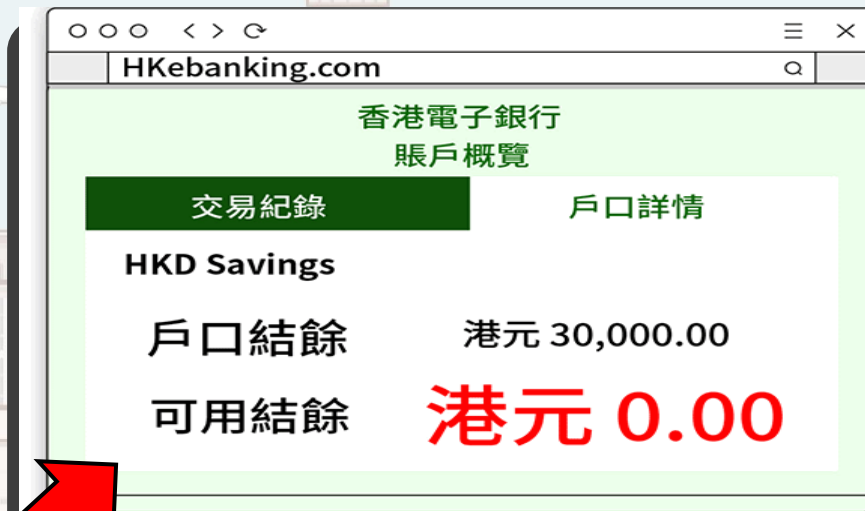 HKebanking.com
香港電子銀行
賬戶概覽
交易紀錄 戶口詳情
HKD Savings
戶口結餘 港元 30,000.00
可用結餘 港元 0.00